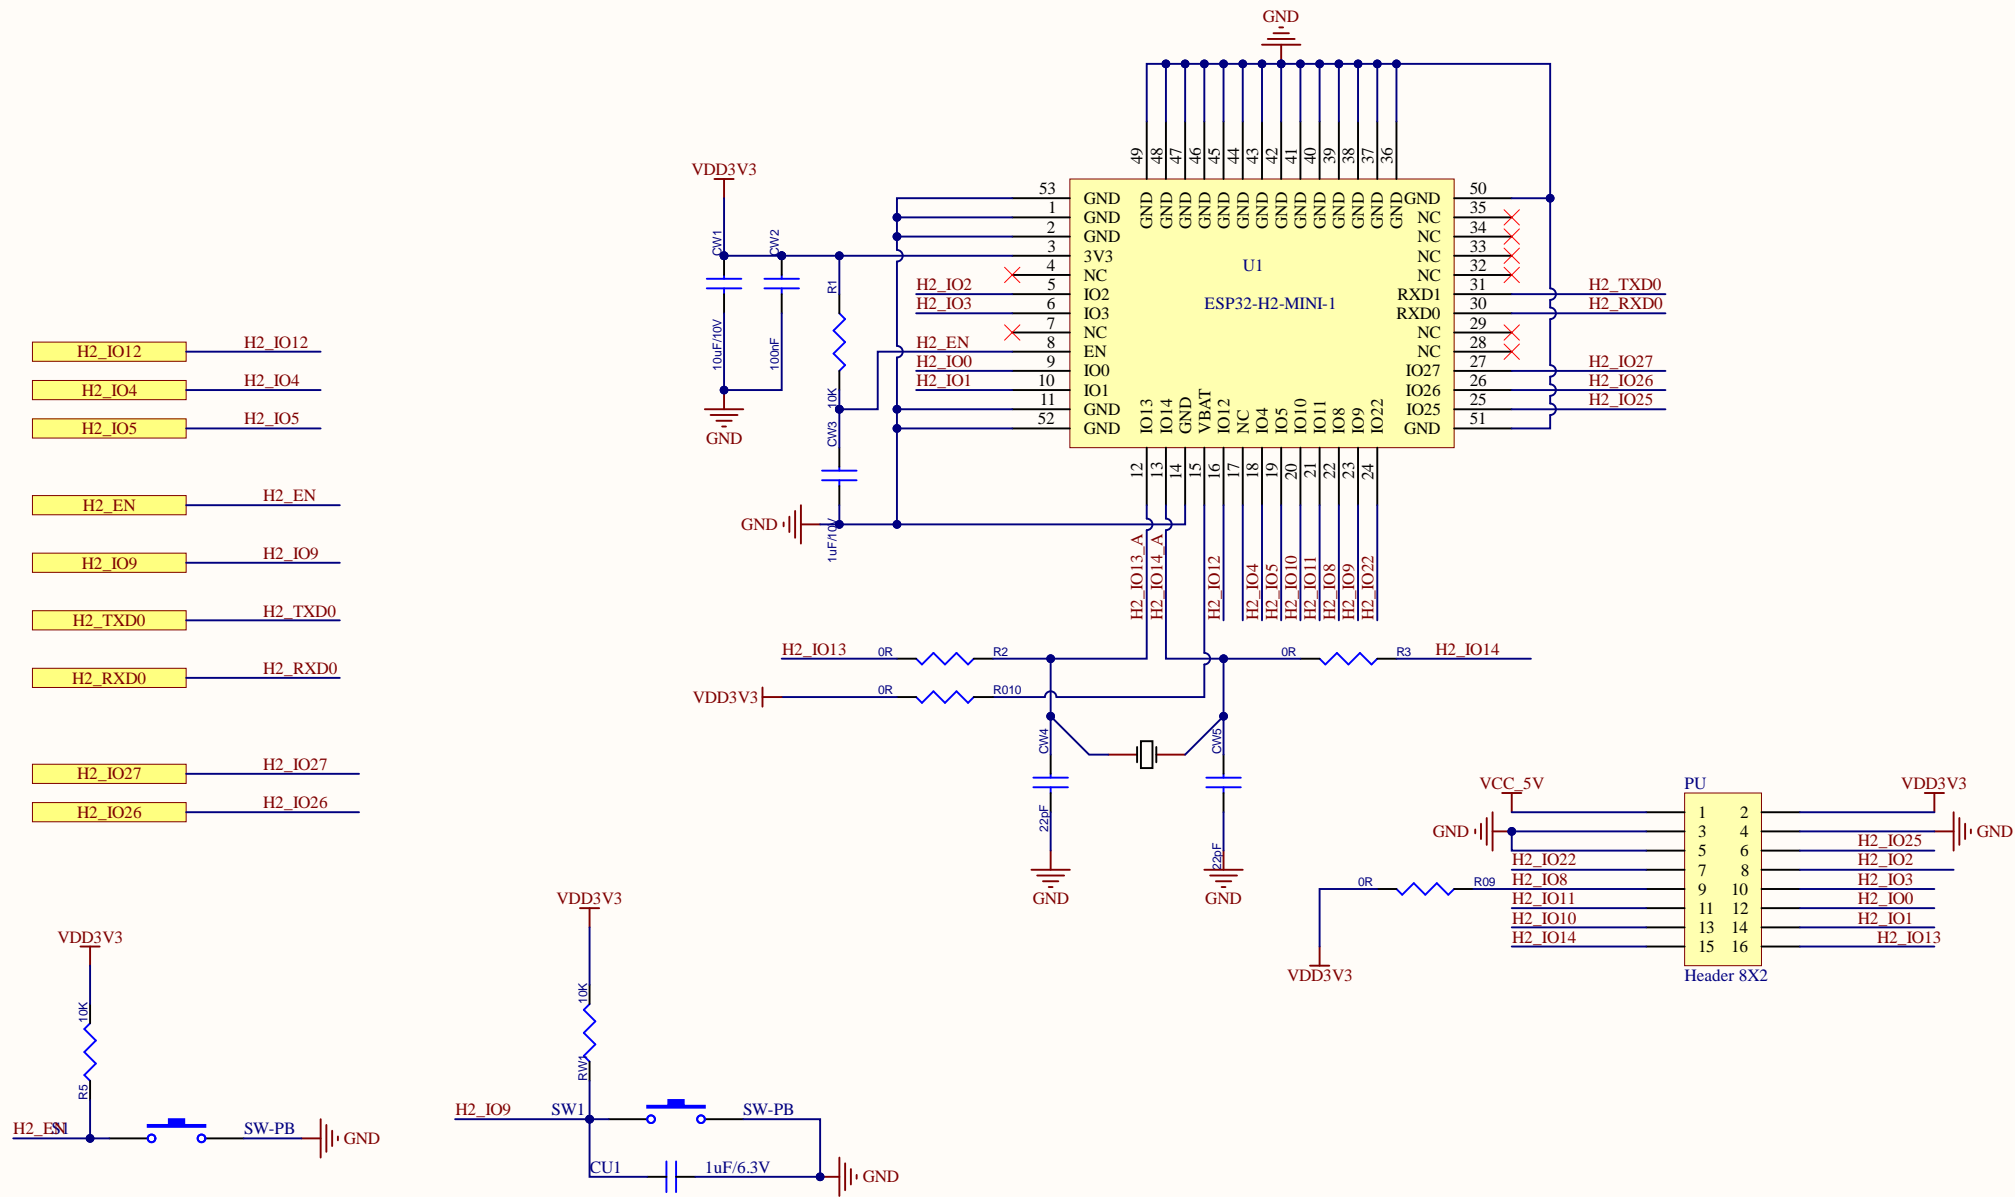 GND
49
48
47
46
45
44
43
42
41
40
39
38
37
36
GND
GND
GND
GND
GND
GND
GND
GND
GND
GND
GND
GND
GND
GND
U1
ESP32-H2-MINI-1
53 GND
1 GND
2 GND
3 3V3
4 NC
H2_IO2 5 IO2
H2_IO3 6 IO3
7 NC
H2_EN 8 EN
H2_IO0 9 IO0
H2_IO1 10 IO1
11 GND
52 GND
GND 50
NC 35
NC 34
NC 33
NC 32
RXD1 31 H2_TXD0
RXD0 30 H2_RXD0
NC 29
NC 28
IO27 27 H2_IO27
IO26 26 H2_IO26
IO25 25 H2_IO25
GND 51
IO13 12 H2_IO13_A
IO14 13 H2_IO14_A
GND 14
VBAT 15
IO12 16 H2_IO12
NC 17
IO4 18 H2_IO4
IO5 19 H2_IO5
IO10 20 H2_IO10
IO11 21 H2_IO11
IO8 22 H2_IO8
IO9 23 H2_IO9
IO22 24 H2_IO22
VDD3V3
CW1
10uF/10V
CW2
100nF
GND
R1
10K
CW3
1uF/10V
GND
H2_IO12 H2_IO12
H2_IO4 H2_IO4
H2_IO5 H2_IO5
H2_EN H2_EN
H2_IO9 H2_IO9
H2_TXD0 H2_TXD0
H2_RXD0 H2_RXD0
H2_IO27 H2_IO27
H2_IO26 H2_IO26
H2_IO13 0R R2
0R R3 H2_IO14
VDD3V3 0R R010
CW4
22pF
GND
CW5
22pF
GND
PU
VCC_5V 1 2 VDD3V3
GND 3 4 GND
5 6 H2_IO25
H2_IO22 7 8 H2_IO2
0R R09 H2_IO8 9 10 H2_IO3
H2_IO11 11 12 H2_IO0
H2_IO10 13 14 H2_IO1
H2_IO14 15 16 H2_IO13
VDD3V3
Header 8X2
VDD3V3
10K
R5
H2_EN S1 SW-PB GND
VDD3V3
10K
RW1
H2_IO9 SW1 SW-PB
CU1 1uF/6.3V GND